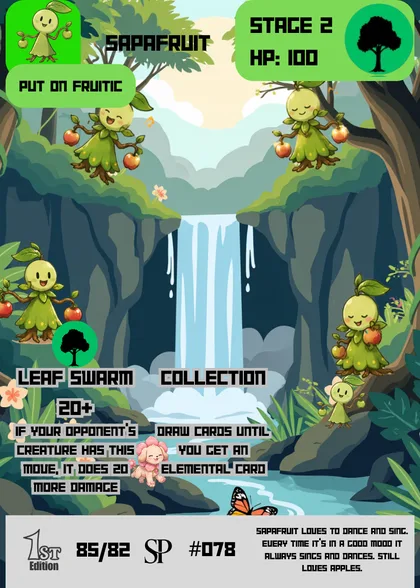 SAPAFRUIT
STAGE 2
HP: 100
PUT ON FRUITIC
LEAF SWARM
20+
IF YOUR OPPONENT'S
CREATURE HAS THIS
MOVE, IT DOES 20
MORE DAMAGE
COLLECTION
DRAW CARDS UNTIL
YOU GET AN
ELEMENTAL CARD
1ST
Edition
85/82
SP
#078
SAPAFRUIT LOVES TO DANCE AND SING.
EVERY TIME IT'S IN A GOOD MOOD IT
ALWAYS SINGS AND DANCES. STILL
LOVES APPLES.